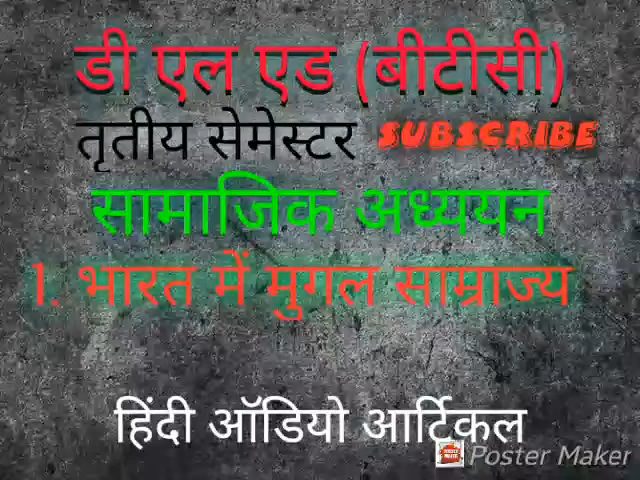 डी एल एड (बीटीसी)
तृतीय सेमेस्टर SUBSCRIBE
सामाजिक अध्ययन
1. भारत में मुगल साम्राज्य
हिंदी ऑडियो आर्टिकल
Poster Maker